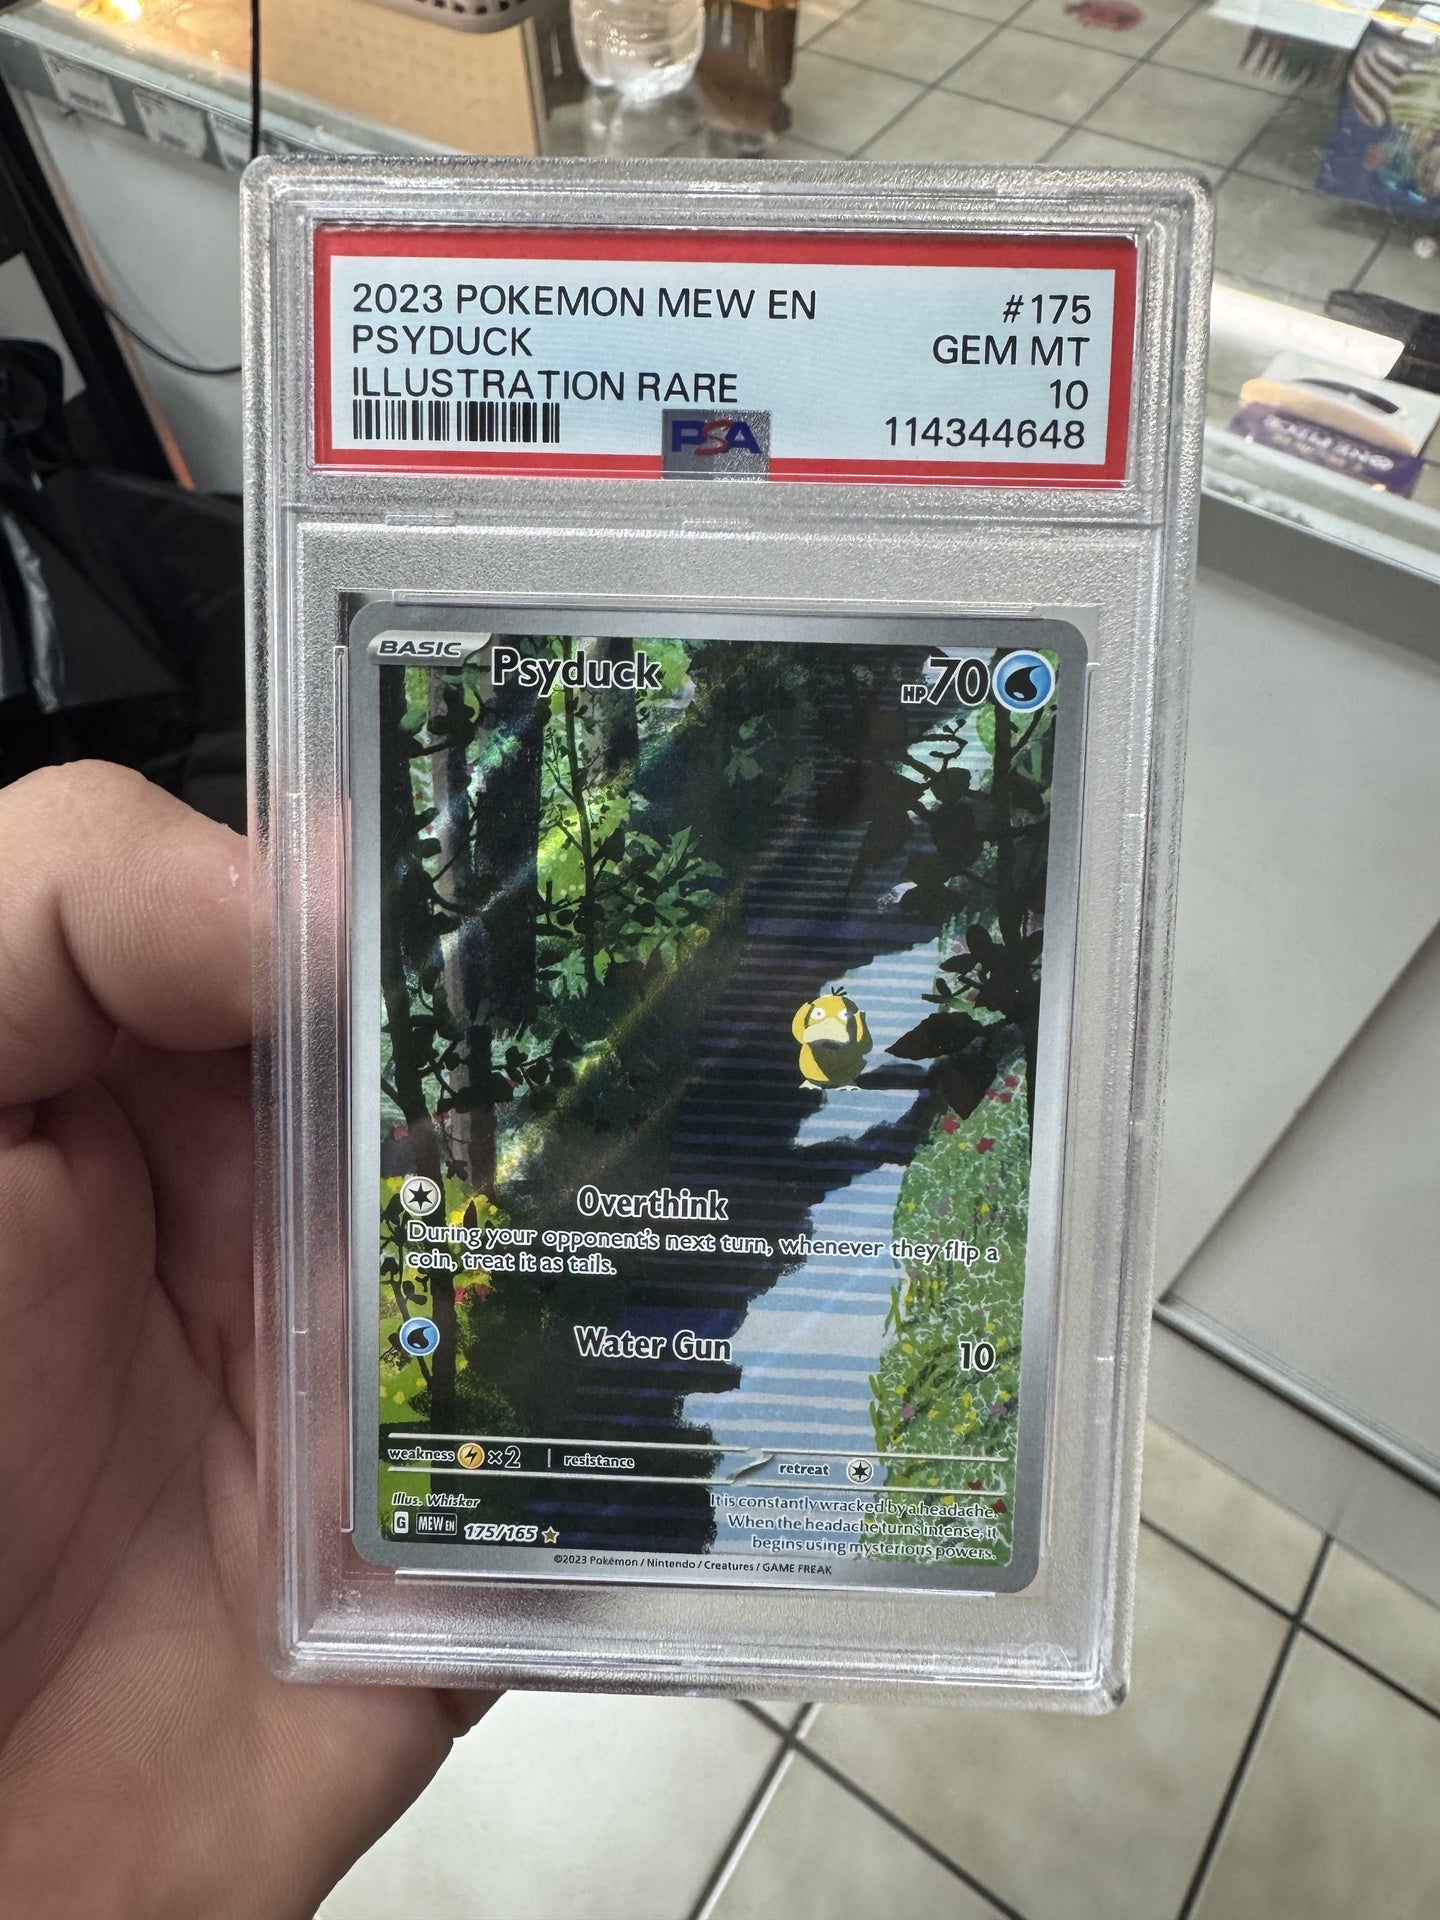 2023 POKEMON MEW EN #175
PSYDUCK GEM MT
ILLUSTRATION RARE 10
PSA 114344648
BASIC Psyduck HP 70
Overthink
During your opponent's next turn, whenever they flip a
coin, treat it as tails.
Water Gun 10
weakness ×2 resistance retreat
Illus. Whisker
G MEW EN 175/165
It is constantly wracked by a headache.
When the headache turns intense, it
begins using mysterious powers.
©2023 Pokémon / Nintendo / Creatures / GAME FREAK